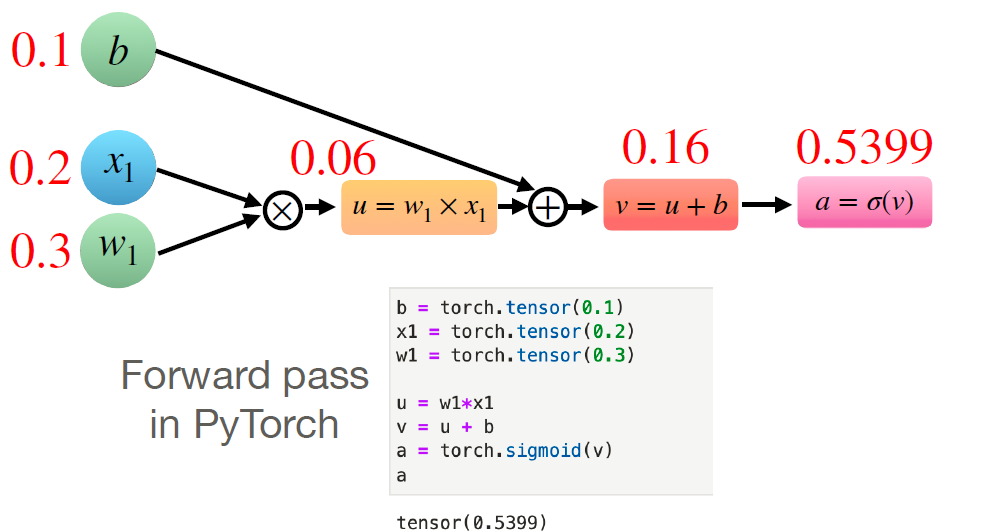 0.1 b
0.2 x₁
0.3 w₁
×
0.06
u = w₁ × x₁
+
0.16
v = u + b
0.5399
a = σ(v)
Forward pass
in PyTorch
b = torch.tensor(0.1)
x1 = torch.tensor(0.2)
w1 = torch.tensor(0.3)
u = w1*x1
v = u + b
a = torch.sigmoid(v)
a
tensor(0.5399)